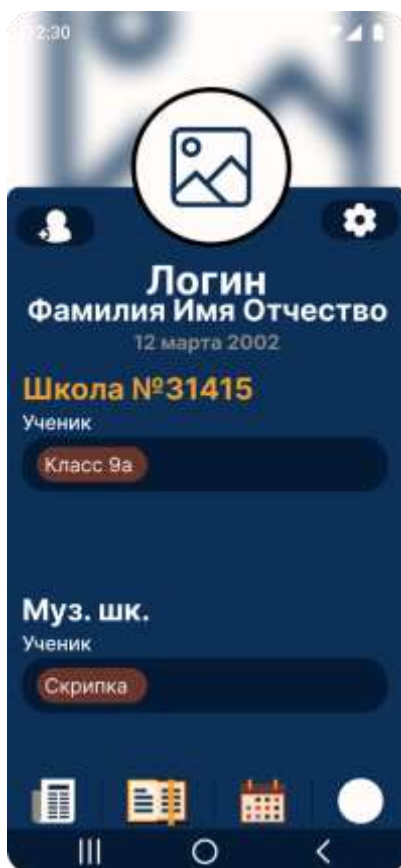 12:30
Логин
Фамилия Имя Отчество
12 марта 2002
Школа №31415
Ученик
Класс 9а
Муз. шк.
Ученик
Скрипка